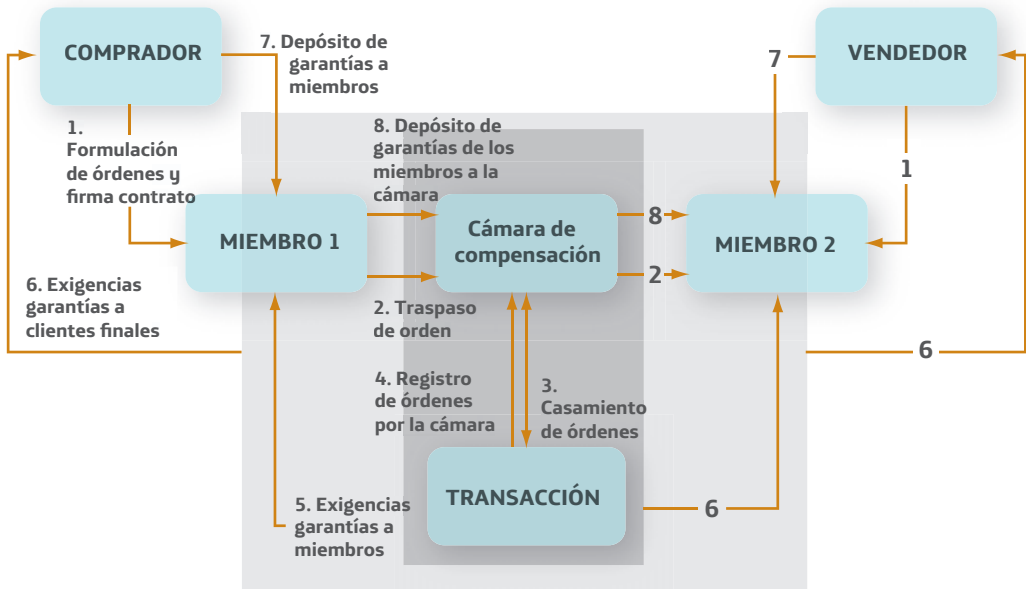 COMPRADOR
7. Depósito de
garantías a
miembros
7
VENDEDOR
1.
Formulación
de órdenes y
firma contrato
8. Depósito de
garantías de los
miembros a la
cámara
1
MIEMBRO 1
Cámara de
compensación
8
2
MIEMBRO 2
6. Exigencias
garantías a
clientes finales
2. Traspaso
de orden
6
4. Registro
de órdenes
por la cámara
3.
Casamiento
de órdenes
5. Exigencias
garantías a
miembros
TRANSACCIÓN
6